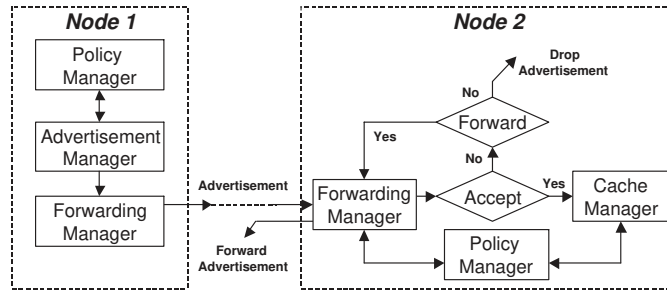 Node 1
Policy
Manager
Advertisement
Manager
Forwarding
Manager
Advertisement
Forward
Advertisement
Node 2
Drop
Advertisement
No
Forward
Yes
No
Forwarding
Manager
Accept
Yes
Cache
Manager
Policy
Manager